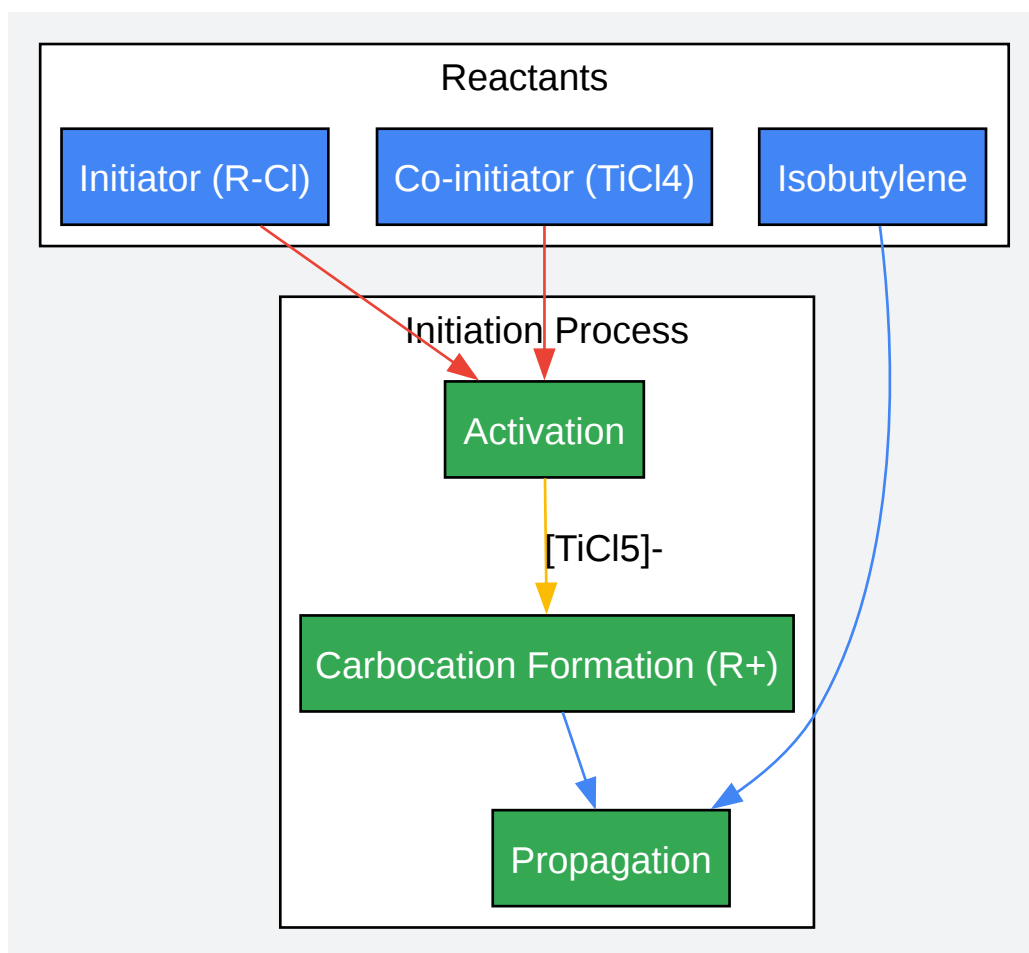 Reactants
Initiator (R-Cl)
Co-initiator (TiCl4)
Isobutylene
Initiation Process
Activation
[TiCl5]-
Carbocation Formation (R+)
Propagation